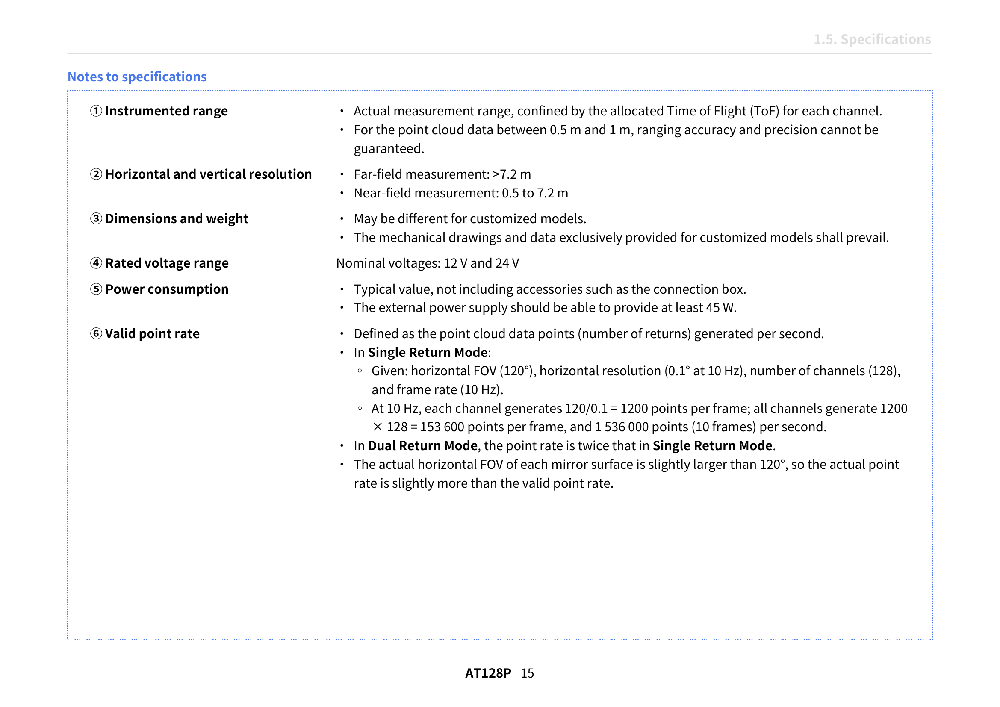 1.5. Specifications
Notes to specifications
① Instrumented range
• Actual measurement range, confined by the allocated Time of Flight (ToF) for each channel.
• For the point cloud data between 0.5 m and 1 m, ranging accuracy and precision cannot be
guaranteed.
② Horizontal and vertical resolution
• Far-field measurement: >7.2 m
• Near-field measurement: 0.5 to 7.2 m
③ Dimensions and weight
• May be different for customized models.
• The mechanical drawings and data exclusively provided for customized models shall prevail.
④ Rated voltage range
Nominal voltages: 12 V and 24 V
⑤ Power consumption
• Typical value, not including accessories such as the connection box.
• The external power supply should be able to provide at least 45 W.
⑥ Valid point rate
• Defined as the point cloud data points (number of returns) generated per second.
• In Single Return Mode:
◦ Given: horizontal FOV (120°), horizontal resolution (0.1° at 10 Hz), number of channels (128),
and frame rate (10 Hz).
◦ At 10 Hz, each channel generates 120/0.1 = 1200 points per frame; all channels generate 1200
× 128 = 153 600 points per frame, and 1 536 000 points (10 frames) per second.
• In Dual Return Mode, the point rate is twice that in Single Return Mode.
• The actual horizontal FOV of each mirror surface is slightly larger than 120°, so the actual point
rate is slightly more than the valid point rate.
AT128P | 15